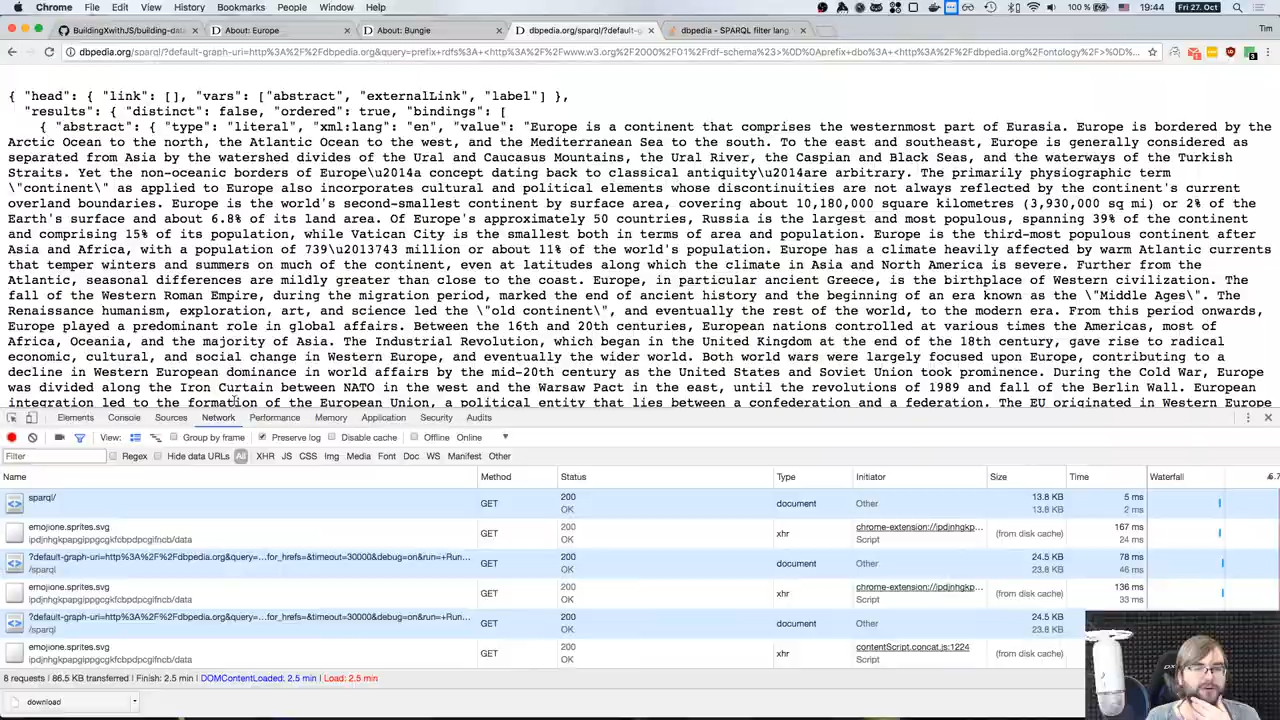 Chrome File Edit View History Bookmarks People Window Help 100 % Fri 27. Oct 19:44
BuildingXwithJS/building-dat About: Europe About: Bungie dbpedia.org/sparql/?default-g dbpedia - SPARQL filter lang Tim
dbpedia.org/sparql/?default-graph-uri=http%3A%2F%2Fdbpedia.org&query=prefix+rdfs%3A+<http%3A%2F%2Fwww.w3.org%2F2000%2F01%2Frdf-schema%23>%0D%0Aprefix+dbo%3A+<http%3A%2F%2Fdbpedia.org%2Fontology%2F>%0D%...
{ "head": { "link": [], "vars": ["abstract", "externalLink", "label"] },
"results": { "distinct": false, "ordered": true, "bindings": [
{ "abstract": { "type": "literal", "xml:lang": "en", "value": "Europe is a continent that comprises the westernmost part of Eurasia. Europe is bordered by the
Arctic Ocean to the north, the Atlantic Ocean to the west, and the Mediterranean Sea to the south. To the east and southeast, Europe is generally considered as
separated from Asia by the watershed divides of the Ural and Caucasus Mountains, the Ural River, the Caspian and Black Seas, and the waterways of the Turkish
Straits. Yet the non-oceanic borders of Europe\u2014a concept dating back to classical antiquity\u2014are arbitrary. The primarily physiographic term
\"continent\" as applied to Europe also incorporates cultural and political elements whose discontinuities are not always reflected by the continent's current
overland boundaries. Europe is the world's second-smallest continent by surface area, covering about 10,180,000 square kilometres (3,930,000 sq mi) or 2% of the
Earth's surface and about 6.8% of its land area. Of Europe's approximately 50 countries, Russia is the largest and most populous, spanning 39% of the continent
and comprising 15% of its population, while Vatican City is the smallest both in terms of area and population. Europe is the third-most populous continent after
Asia and Africa, with a population of 739\u2013743 million or about 11% of the world's population. Europe has a climate heavily affected by warm Atlantic currents
that temper winters and summers on much of the continent, even at latitudes along which the climate in Asia and North America is severe. Further from the
Atlantic, seasonal differences are mildly greater than close to the coast. Europe, in particular ancient Greece, is the birthplace of Western civilization. The
fall of the Western Roman Empire, during the migration period, marked the end of ancient history and the beginning of an era known as the \"Middle Ages\". The
Renaissance humanism, exploration, art, and science led the \"old continent\", and eventually the rest of the world, to the modern era. From this period onwards,
Europe played a predominant role in global affairs. Between the 16th and 20th centuries, European nations controlled at various times the Americas, most of
Africa, Oceania, and the majority of Asia. The Industrial Revolution, which began in the United Kingdom at the end of the 18th century, gave rise to radical
economic, cultural, and social change in Western Europe, and eventually the wider world. Both world wars were largely focused upon Europe, contributing to a
decline in Western European dominance in world affairs by the mid-20th century as the United States and Soviet Union took prominence. During the Cold War, Europe
was divided along the Iron Curtain between NATO in the west and the Warsaw Pact in the east, until the revolutions of 1989 and fall of the Berlin Wall. European
integration led to the formation of the European Union, a political entity that lies between a confederation and a federation. The EU originated in Western Europe
Elements Console Sources Network Performance Memory Application Security Audits
View: Group by frame Preserve log Disable cache Offline Online
Filter Regex Hide data URLs All XHR JS CSS Img Media Font Doc WS Manifest Other
Name Method Status Type Initiator Size Time Waterfall
sparql/ GET 200 OK document Other 13.8 KB 13.8 KB 5 ms 2 ms
emojione.sprites.svg GET 200 OK xhr chrome-extension://ipdjnhgkp... Script (from disk cache) 167 ms 24 ms
ipdjnhgkpapgippgcgkfcbpdpcgifncb/data
?default-graph-uri=http%3A%2F%2Fdbpedia.org&query=...for_hrefs=&timeout=30000&debug=on&run=+Run... GET 200 OK document Other 24.5 KB 23.8 KB 78 ms 46 ms
/sparql
emojione.sprites.svg GET 200 OK xhr chrome-extension://ipdjnhgkp... Script (from disk cache) 136 ms 33 ms
ipdjnhgkpapgippgcgkfcbpdpcgifncb/data
?default-graph-uri=http%3A%2F%2Fdbpedia.org&query=...for_hrefs=&timeout=30000&debug=on&run=+Run... GET 200 OK document Other 24.5 KB 23.8 KB
/sparql
emojione.sprites.svg GET 200 OK xhr contentScript.concat.js:1224 Script (from disk cache)
ipdjnhgkpapgippgcgkfcbpdpcgifncb/data
8 requests | 86.5 KB transferred | Finish: 2.5 min | DOMContentLoaded: 2.5 min | Load: 2.5 min
download